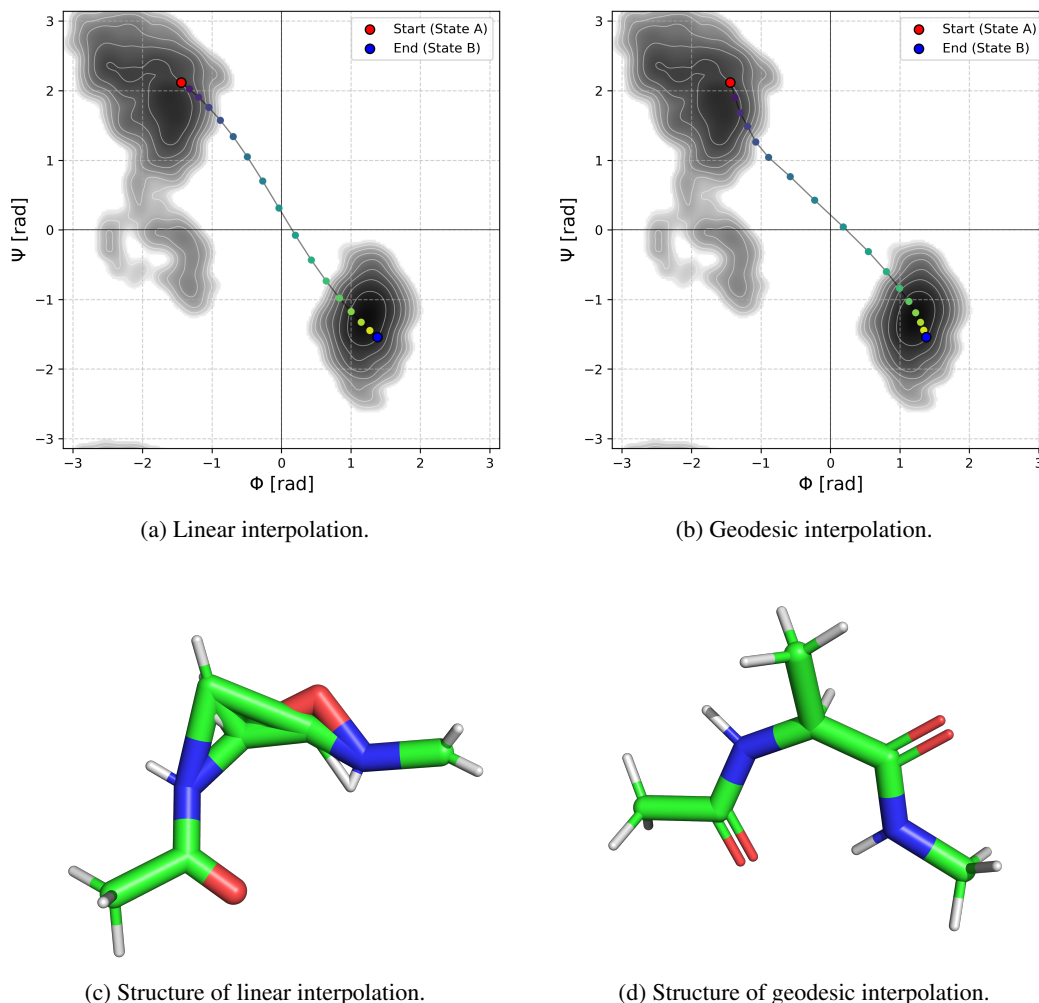 Start (State A)
End (State B)
3
2
1
0
−1
−2
−3
Ψ [rad]
−3 −2 −1 0 1 2 3
Φ [rad]
(a) Linear interpolation.
Start (State A)
End (State B)
3
2
1
0
−1
−2
−3
Ψ [rad]
−3 −2 −1 0 1 2 3
Φ [rad]
(b) Geodesic interpolation.
(c) Structure of linear interpolation.
(d) Structure of geodesic interpolation.